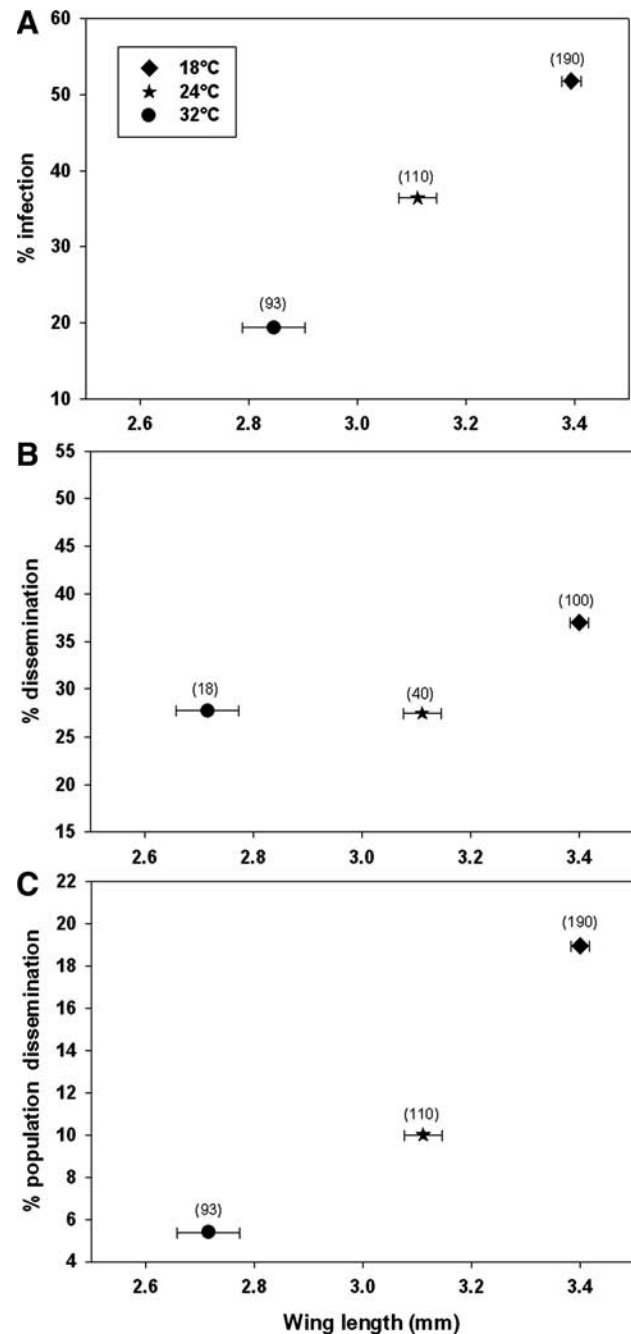 A
60
50
40
30
20
10
% infection
18°C
24°C
32°C
(190)
(110)
(93)
2.6 2.8 3.0 3.2 3.4
B
55
50
45
40
35
30
25
20
15
% dissemination
(100)
(18)
(40)
2.6 2.8 3.0 3.2 3.4
C
22
20
18
16
14
12
10
8
6
4
% population dissemination
(190)
(110)
(93)
2.6 2.8 3.0 3.2 3.4
Wing length (mm)